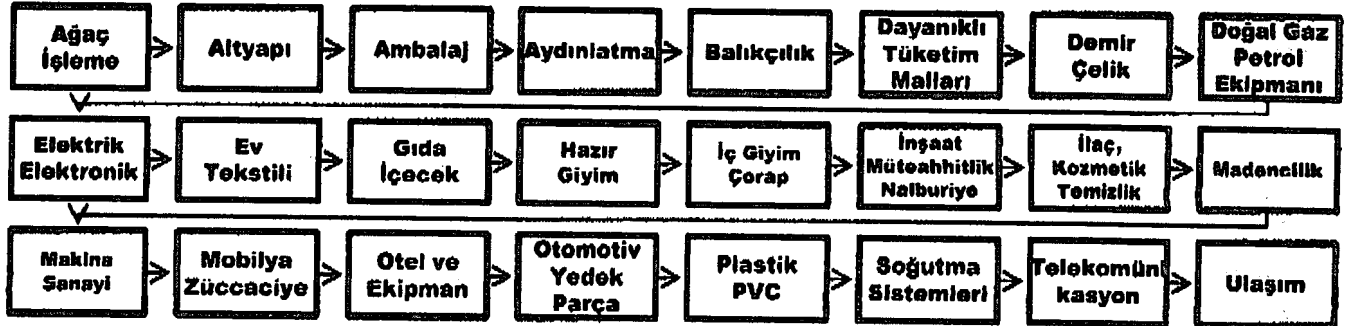 Ağaç
İşleme
Altyapı
Ambalaj
Aydınlatma
Balıkçılık
Dayanıklı
Tüketim
Malları
Demir
Çelik
Doğal Gaz
Petrol
Ekipmanı
Elektrik
Elektronik
Ev
Tekstili
Gıda
İçecek
Hazır
Giyim
İç Giyim
Çorap
İnşaat
Müteahhitlik
Nalburiye
İlaç,
Kozmetik
Temizlik
Madencilik
Makina
Sanayi
Mobilya
Züccaciye
Otel ve
Ekipman
Otomotiv
Yedek
Parça
Plastik
PVC
Soğutma
Sistemleri
Telekomüni
kasyon
Ulaşım